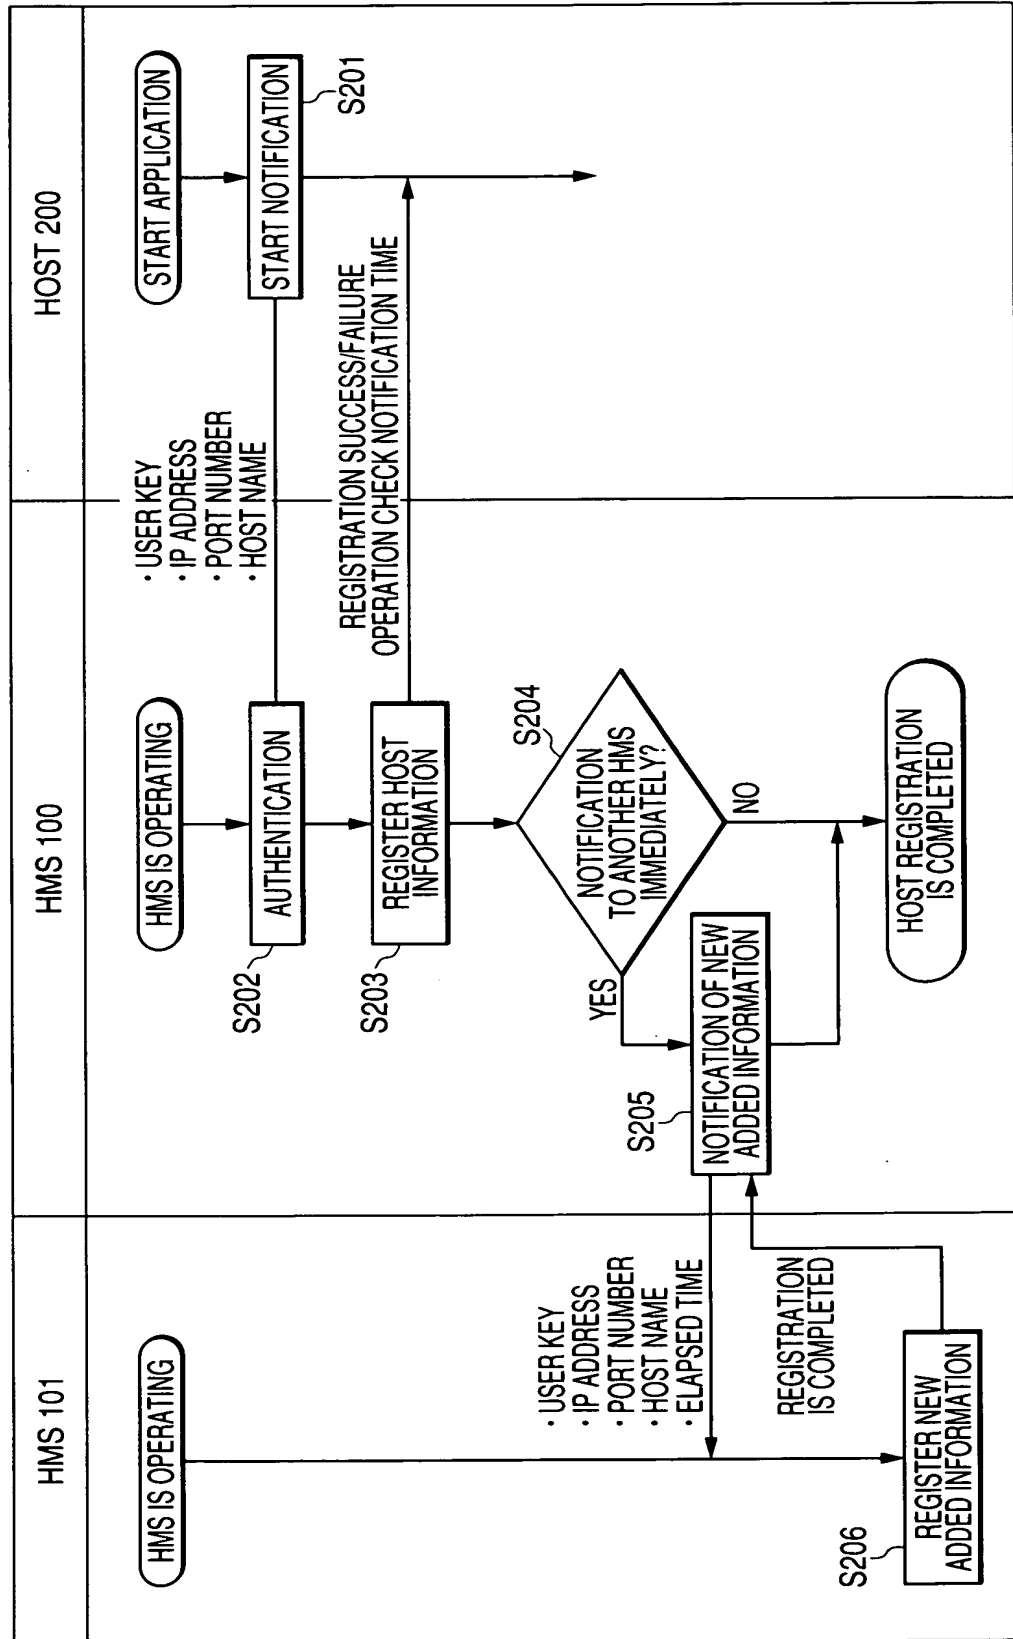 HMS 101
HMS 100
HOST 200
HMS IS OPERATING
HMS IS OPERATING
START APPLICATION
· USER KEY
· IP ADDRESS
· PORT NUMBER
· HOST NAME
S202
AUTHENTICATION
START NOTIFICATION
S201
S203
REGISTER HOST
INFORMATION
REGISTRATION SUCCESS/FAILURE
OPERATION CHECK NOTIFICATION TIME
S204
NOTIFICATION
TO ANOTHER HMS
IMMEDIATELY?
YES
NO
S205
NOTIFICATION OF NEW
ADDED INFORMATION
· USER KEY
· IP ADDRESS
· PORT NUMBER
· HOST NAME
· ELAPSED TIME
REGISTRATION
IS COMPLETED
S206
REGISTER NEW
ADDED INFORMATION
HOST REGISTRATION
IS COMPLETED